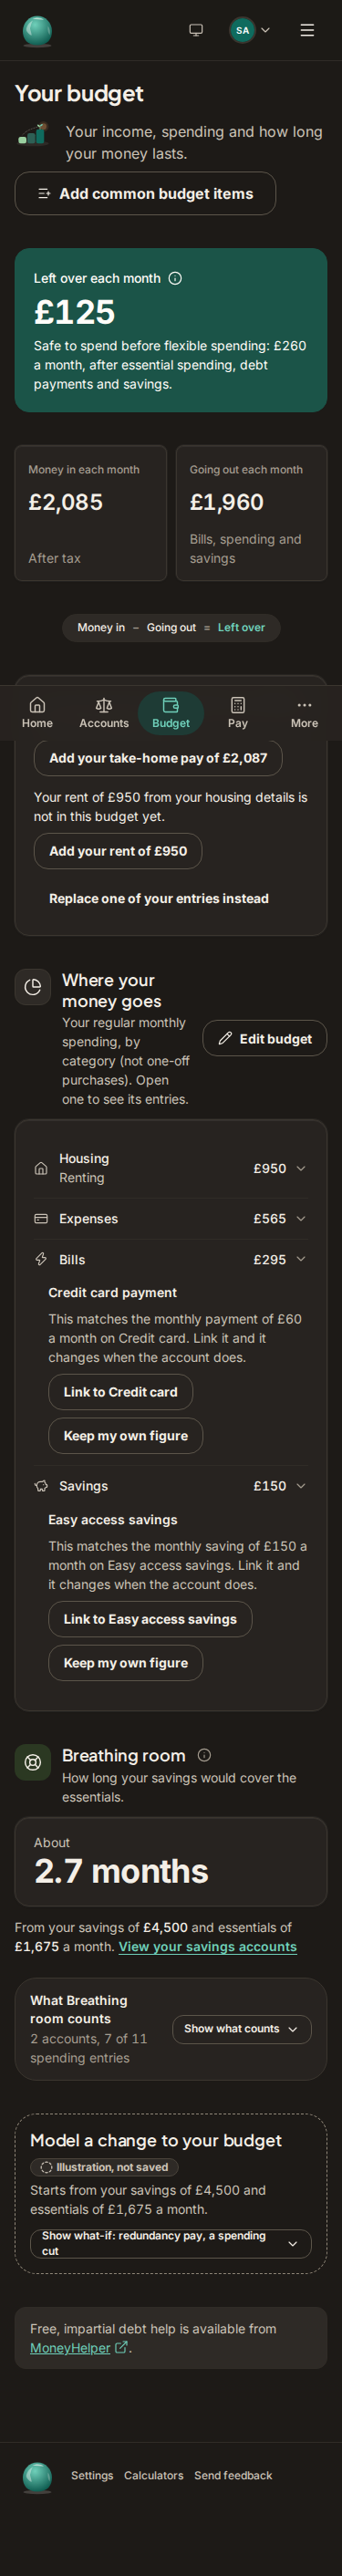 SA
Your budget
Your income, spending and how long
your money lasts.
Add common budget items
Left over each month
£125
Safe to spend before flexible spending: £260
a month, after essential spending, debt
payments and savings.
Money in each month
£2,085
After tax
Going out each month
£1,960
Bills, spending and
savings
Money in − Going out = Left over
Home
Accounts
Budget
Pay
More
Add your take-home pay of £2,087
Your rent of £950 from your housing details is
not in this budget yet.
Add your rent of £950
Replace one of your entries instead
Where your
money goes
Your regular monthly
spending, by
category (not one-off
purchases). Open
one to see its entries.
Edit budget
Housing
Renting
£950
Expenses
£565
Bills
£295
Credit card payment
This matches the monthly payment of £60
a month on Credit card. Link it and it
changes when the account does.
Link to Credit card
Keep my own figure
Savings
£150
Easy access savings
This matches the monthly saving of £150 a
month on Easy access savings. Link it and
it changes when the account does.
Link to Easy access savings
Keep my own figure
Breathing room
How long your savings would cover the
essentials.
About
2.7 months
From your savings of £4,500 and essentials of
£1,675 a month. View your savings accounts
What Breathing
room counts
2 accounts, 7 of 11
spending entries
Show what counts
Model a change to your budget
Illustration, not saved
Starts from your savings of £4,500 and
essentials of £1,675 a month.
Show what-if: redundancy pay, a spending
cut
Free, impartial debt help is available from
MoneyHelper.
Settings
Calculators
Send feedback